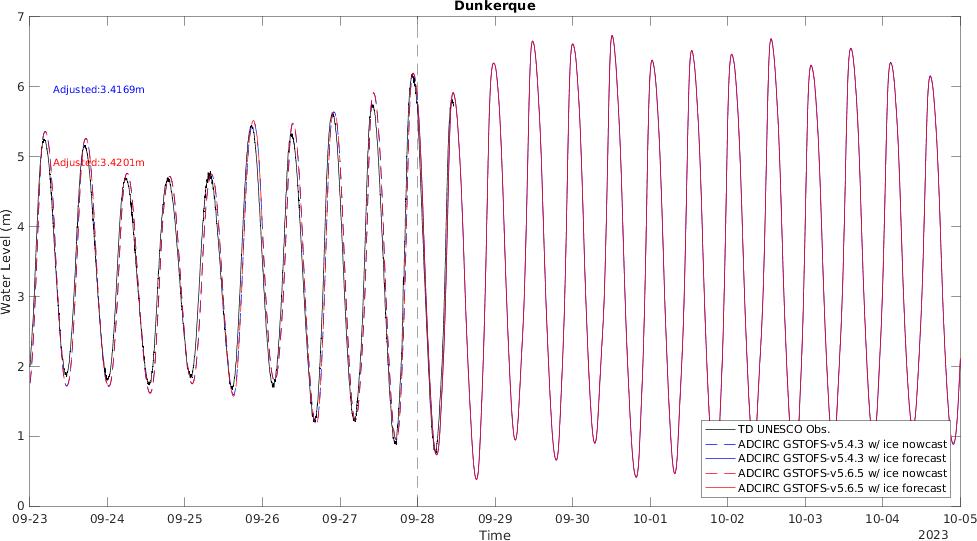 Dunkerque
7
6
5
4
3
2
1
0
Water Level (m)
Adjusted:3.4169m
Adjusted:3.4201m
TD UNESCO Obs.
ADCIRC GSTOFS-v5.4.3 w/ ice nowcast
ADCIRC GSTOFS-v5.4.3 w/ ice forecast
ADCIRC GSTOFS-v5.6.5 w/ ice nowcast
ADCIRC GSTOFS-v5.6.5 w/ ice forecast
09-23 09-24 09-25 09-26 09-27 09-28 09-29 09-30 10-01 10-02 10-03 10-04 10-05
Time
2023